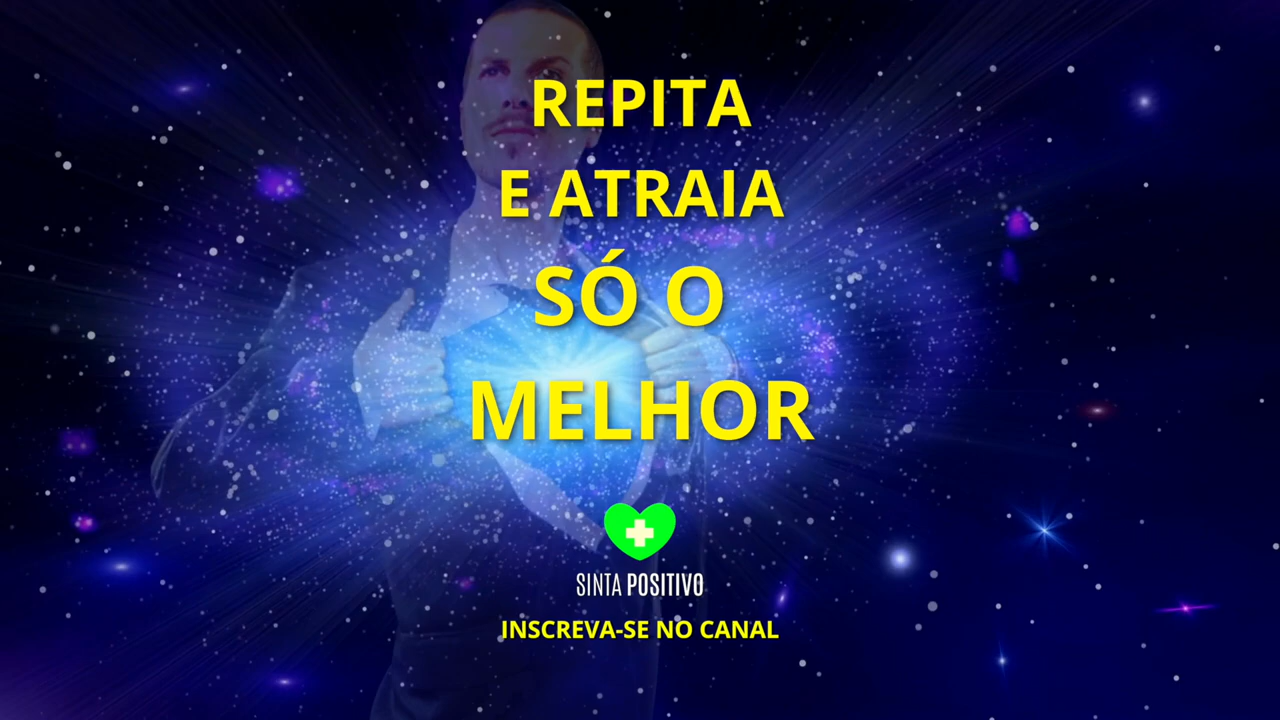 REPITA
E ATRAIA
SÓ O
MELHOR
SINTA POSITIVO
INSCREVA-SE NO CANAL